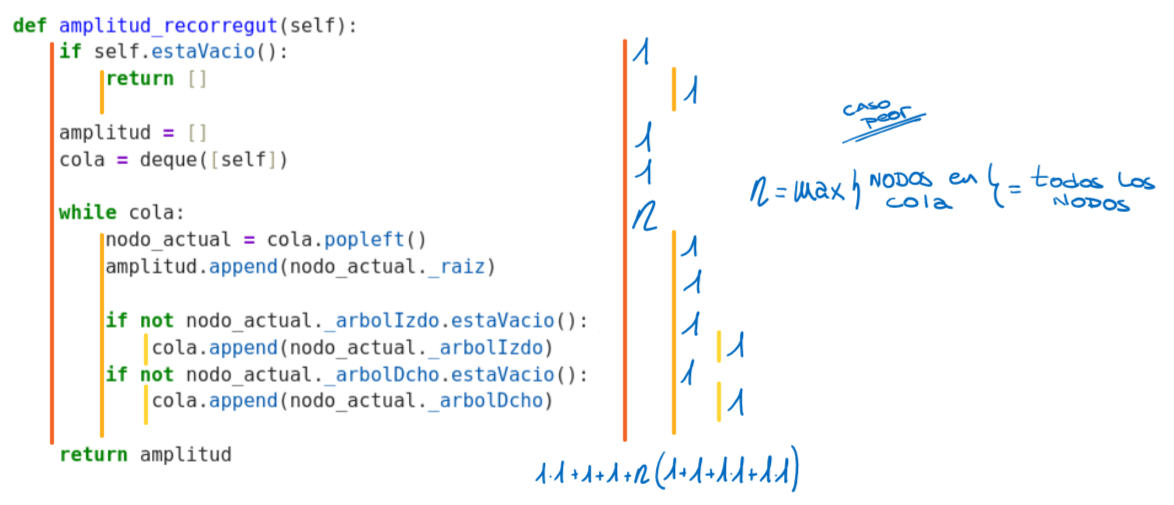 def amplitud_recorregut(self):
if self.estaVacio():
return []
amplitud = []
cola = deque([self])
while cola:
nodo_actual = cola.popleft()
amplitud.append(nodo_actual._raiz)
if not nodo_actual._arbolIzdo.estaVacio():
cola.append(nodo_actual._arbolIzdo)
if not nodo_actual._arbolDcho.estaVacio():
cola.append(nodo_actual._arbolDcho)
return amplitud
1
1
1
1
n
1
1
1
1
1
1
caso
peor
n = max { NODOS en cola } = todos los NODOS
1·1+1+1+n(1+1+1·1+1·1)